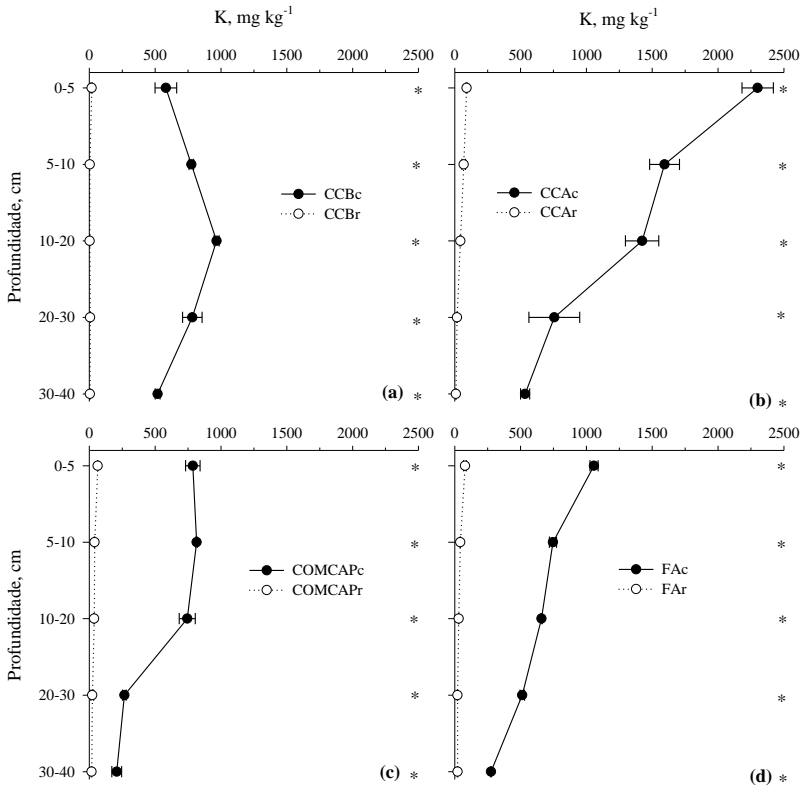 K, mg kg⁻¹ K, mg kg⁻¹
0 500 1000 1500 2000 2500 0 500 1000 1500 2000 2500
0-5 * *
5-10 * *
CCBc CCAc
CCBr CCAr
10-20 * *
20-30 * *
30-40 (a) * (b) *
Profundidade, cm
0 500 1000 1500 2000 2500 0 500 1000 1500 2000 2500
0-5 * *
5-10 * *
COMCAPc FAc
COMCAPr FAr
10-20 * *
20-30 * *
30-40 (c) * (d) *
Profundidade, cm